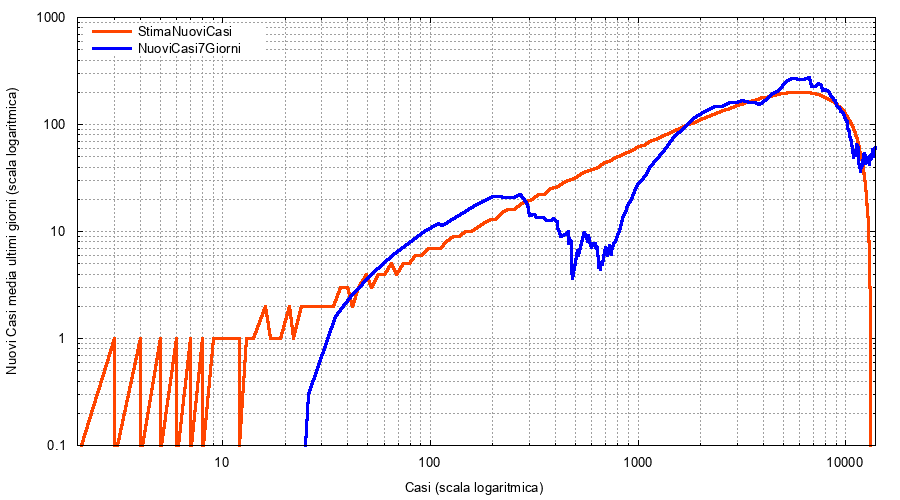 1000
StimaNuoviCasi
NuoviCasi7Giorni
100
10
1
0.1
Nuovi Casi media ultimi giorni (scala logaritmica)
10 100 1000 10000
Casi (scala logaritmica)